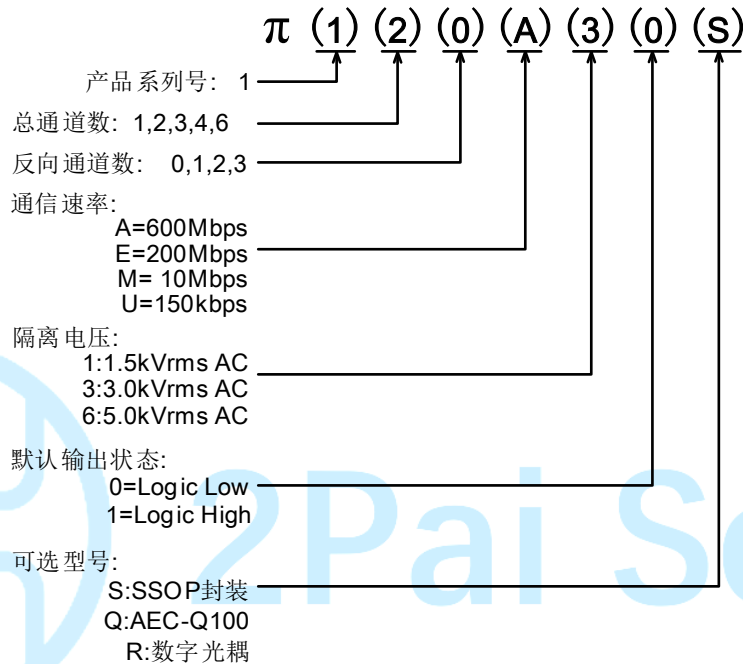 π (1) (2) (0) (A) (3) (0) (S)
产品系列号: 1
总通道数: 1,2,3,4,6
反向通道数: 0,1,2,3
通信速率:
A=600Mbps
E=200Mbps
M= 10Mbps
U=150kbps
隔离电压:
1:1.5kVrms AC
3:3.0kVrms AC
6:5.0kVrms AC
默认输出状态:
0=Logic Low
1=Logic High
可选型号:
S:SSOP封装
Q:AEC-Q100
R:数字光耦
2Pai